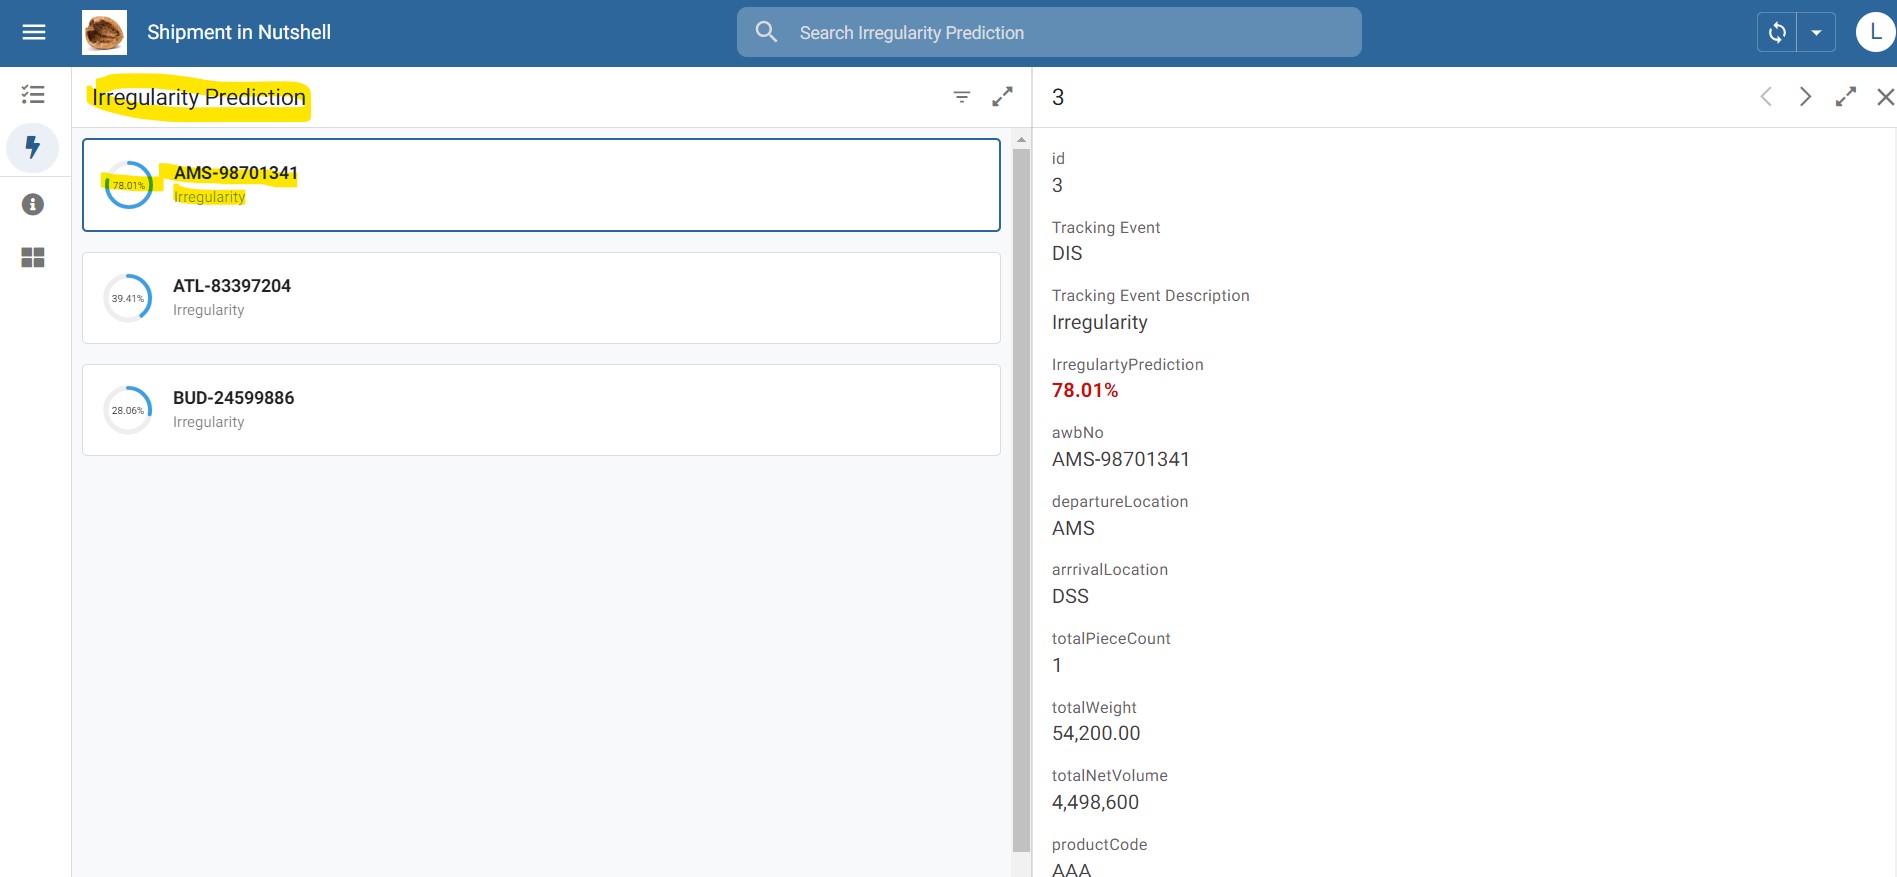 Shipment in Nutshell
Search Irregularity Prediction
L
Irregularity Prediction
78.01%
AMS-98701341
Irregularity
39.41%
ATL-83397204
Irregularity
28.06%
BUD-24599886
Irregularity
3
id
3
Tracking Event
DIS
Tracking Event Description
Irregularity
IrregulartyPrediction
78.01%
awbNo
AMS-98701341
departureLocation
AMS
arrrivalLocation
DSS
totalPieceCount
1
totalWeight
54,200.00
totalNetVolume
4,498,600
productCode
AAA